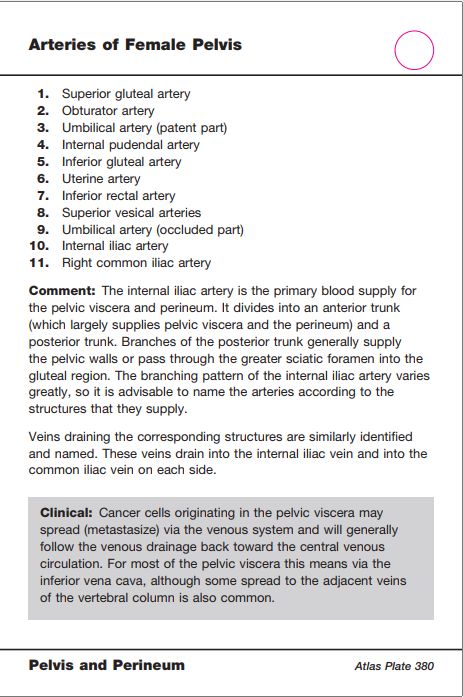 Arteries of Female Pelvis
1. Superior gluteal artery
2. Obturator artery
3. Umbilical artery (patent part)
4. Internal pudendal artery
5. Inferior gluteal artery
6. Uterine artery
7. Inferior rectal artery
8. Superior vesical arteries
9. Umbilical artery (occluded part)
10. Internal iliac artery
11. Right common iliac artery
Comment: The internal iliac artery is the primary blood supply for
the pelvic viscera and perineum. It divides into an anterior trunk
(which largely supplies pelvic viscera and the perineum) and a
posterior trunk. Branches of the posterior trunk generally supply
the pelvic walls or pass through the greater sciatic foramen into the
gluteal region. The branching pattern of the internal iliac artery varies
greatly, so it is advisable to name the arteries according to the
structures that they supply.
Veins draining the corresponding structures are similarly identified
and named. These veins drain into the internal iliac vein and into the
common iliac vein on each side.
Clinical: Cancer cells originating in the pelvic viscera may
spread (metastasize) via the venous system and will generally
follow the venous drainage back toward the central venous
circulation. For most of the pelvic viscera this means via the
inferior vena cava, although some spread to the adjacent veins
of the vertebral column is also common.
Pelvis and Perineum
Atlas Plate 380